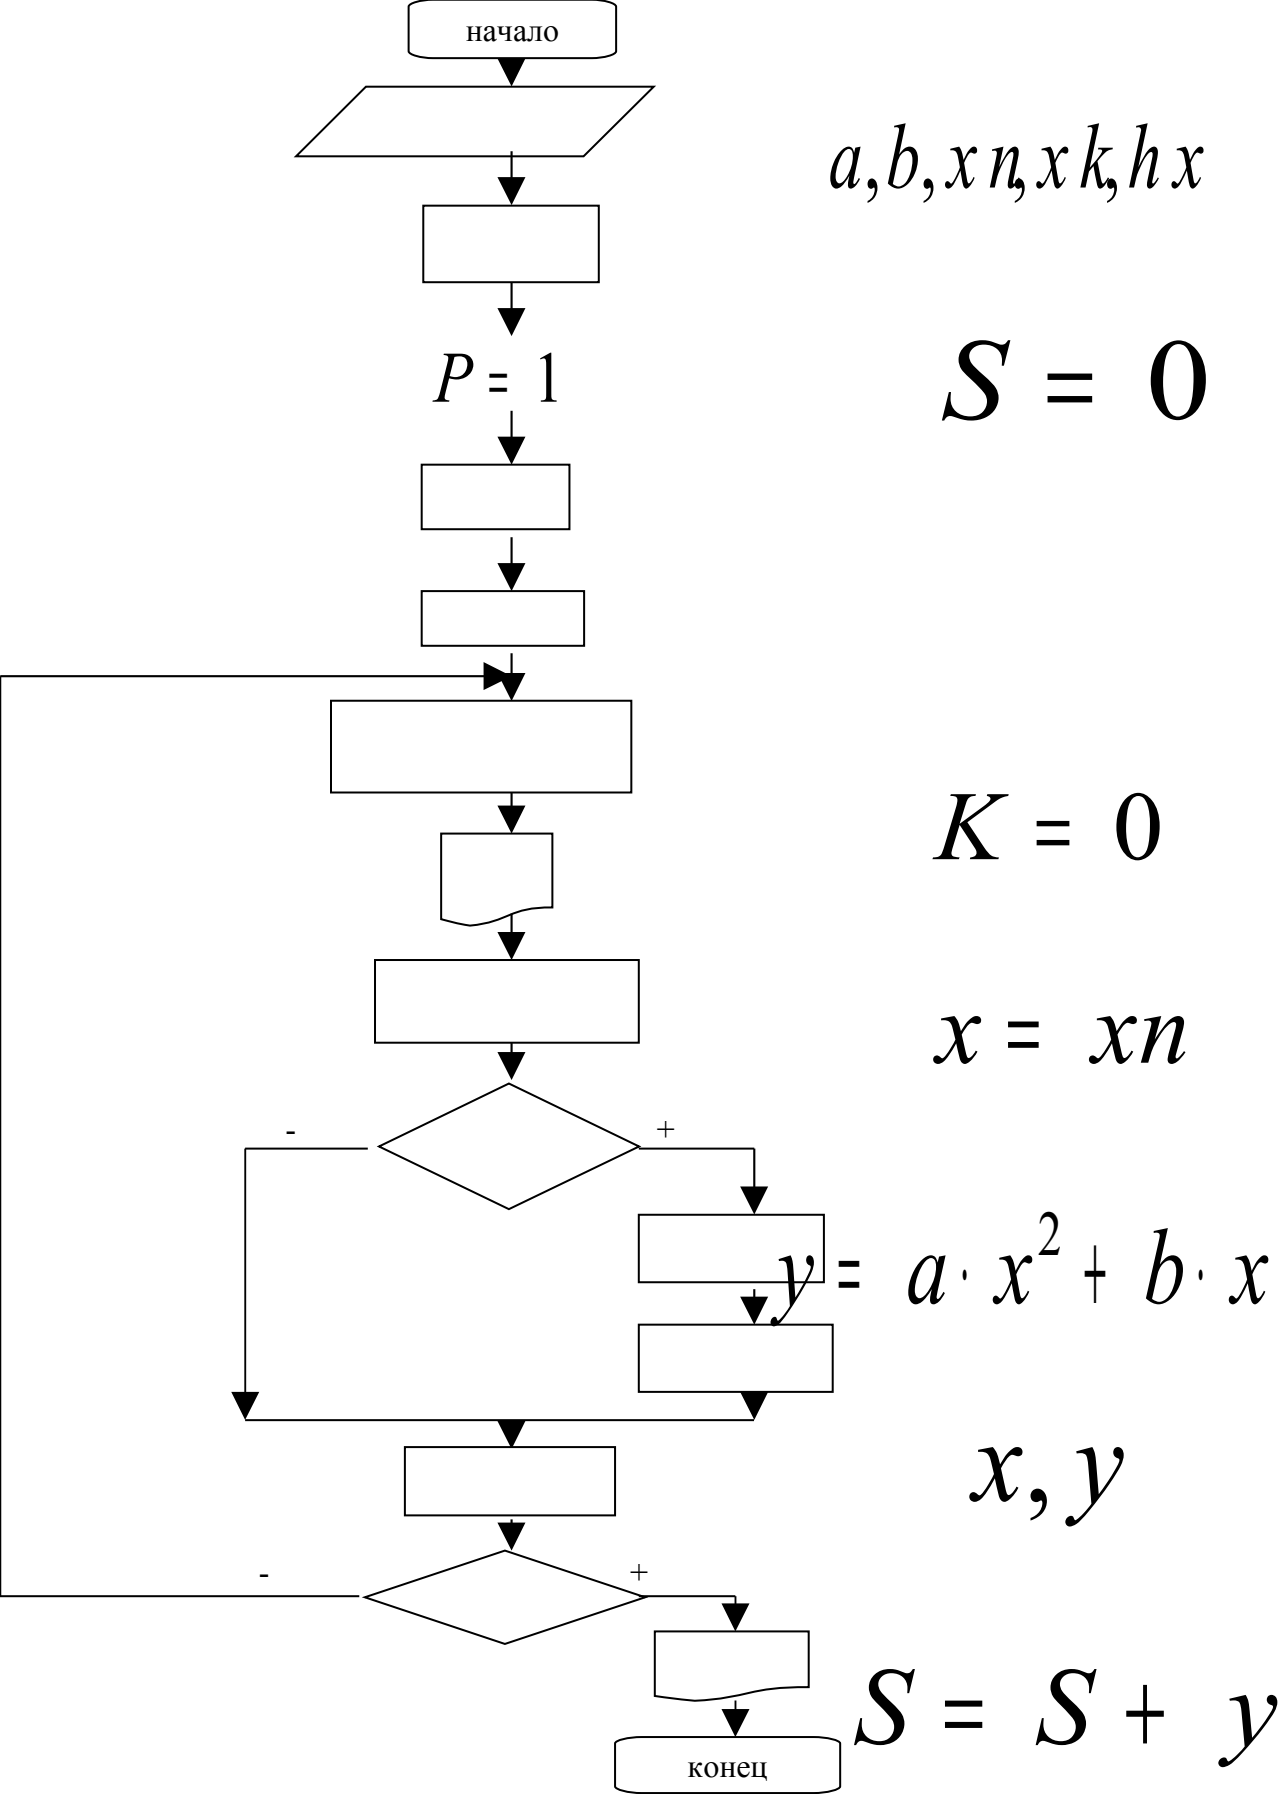 начало
a, b, xn, xk, hx
S = 0
P = 1
K = 0
x = xn
- +
y = a · x² + b · x
x, y
- +
S = S + y
конец